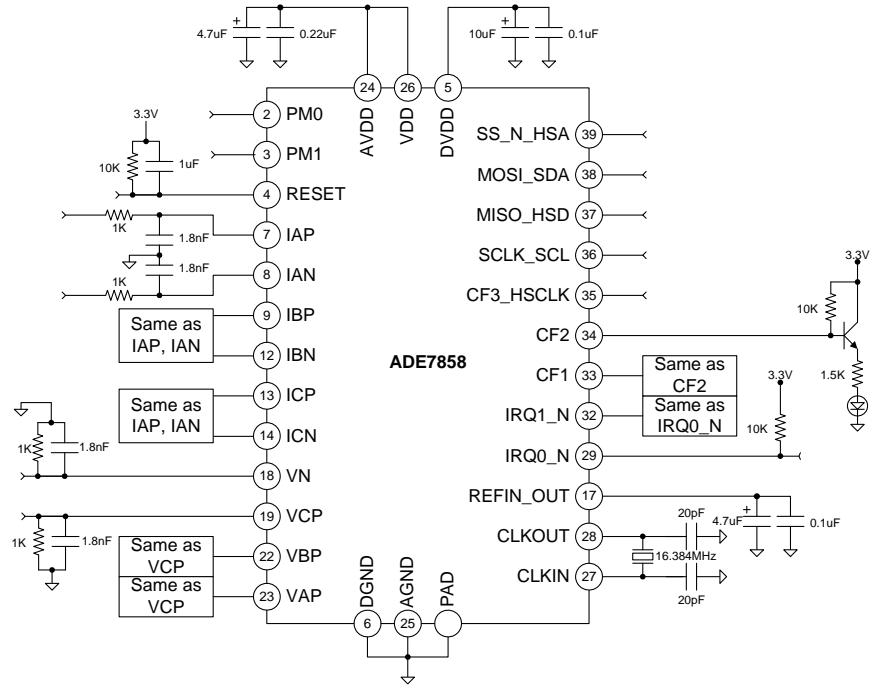 4.7uF
+
0.22uF
10uF
+
0.1uF
24
26
5
AVDD
VDD
DVDD
2 PM0
3 PM1
3.3V
10K
1uF
4 RESET
1K
1.8nF
7 IAP
1.8nF
1K
8 IAN
Same as
IAP, IAN
9 IBP
12 IBN
Same as
IAP, IAN
13 ICP
14 ICN
1K
1.8nF
18 VN
19 VCP
1K
1.8nF
Same as
VCP
22 VBP
Same as
VCP
23 VAP
ADE7858
SS_N_HSA 39
MOSI_SDA 38
MISO_HSD 37
SCLK_SCL 36
CF3_HSCLK 35
CF2 34
3.3V
10K
1.5K
CF1 33
Same as
CF2
IRQ1_N 32
Same as
IRQ0_N
3.3V
10K
IRQ0_N 29
REFIN_OUT 17
4.7uF
+
0.1uF
CLKOUT 28
20pF
16.384MHz
CLKIN 27
20pF
DGND
AGND
PAD
6
25